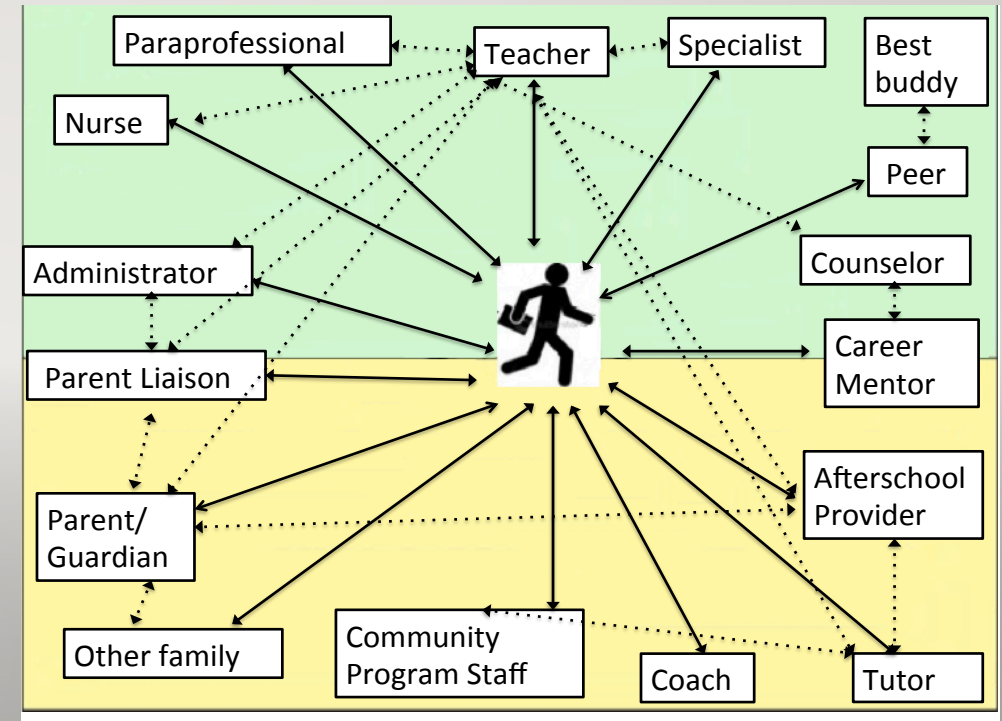 Paraprofessional
Teacher
Specialist
Best
buddy
Nurse
Peer
Administrator
Counselor
Parent Liaison
Career
Mentor
Afterschool
Provider
Parent/
Guardian
Other family
Community
Program Staff
Coach
Tutor